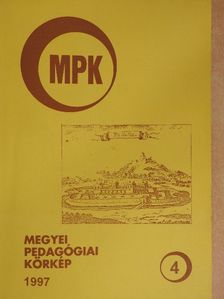 MPK
MEGYEI
PEDAGÓGIAI
KÖRKÉP
1997
4